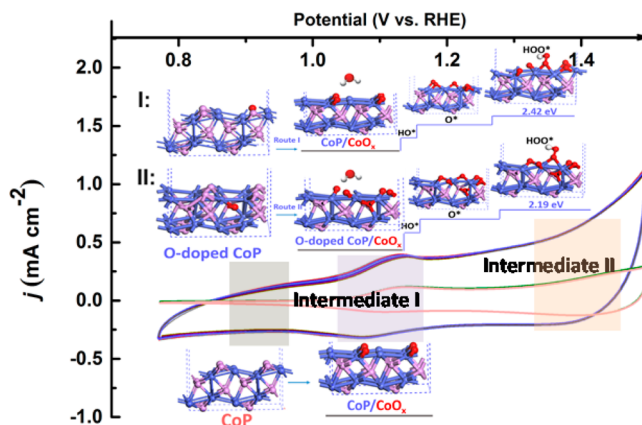 Potential (V vs. RHE)
0.8 1.0 1.2 1.4
2.0
1.5
1.0
0.5
0.0
-0.5
-1.0
j (mA cm⁻²)
I:
Route I
CoP/CoOₓ
HO*
O*
HOO*
2.42 eV
II:
O-doped CoP
O-doped CoP/CoOₓ
HO*
O*
HOO*
2.19 eV
Intermediate I
Intermediate II
CoP
CoP/CoOₓ